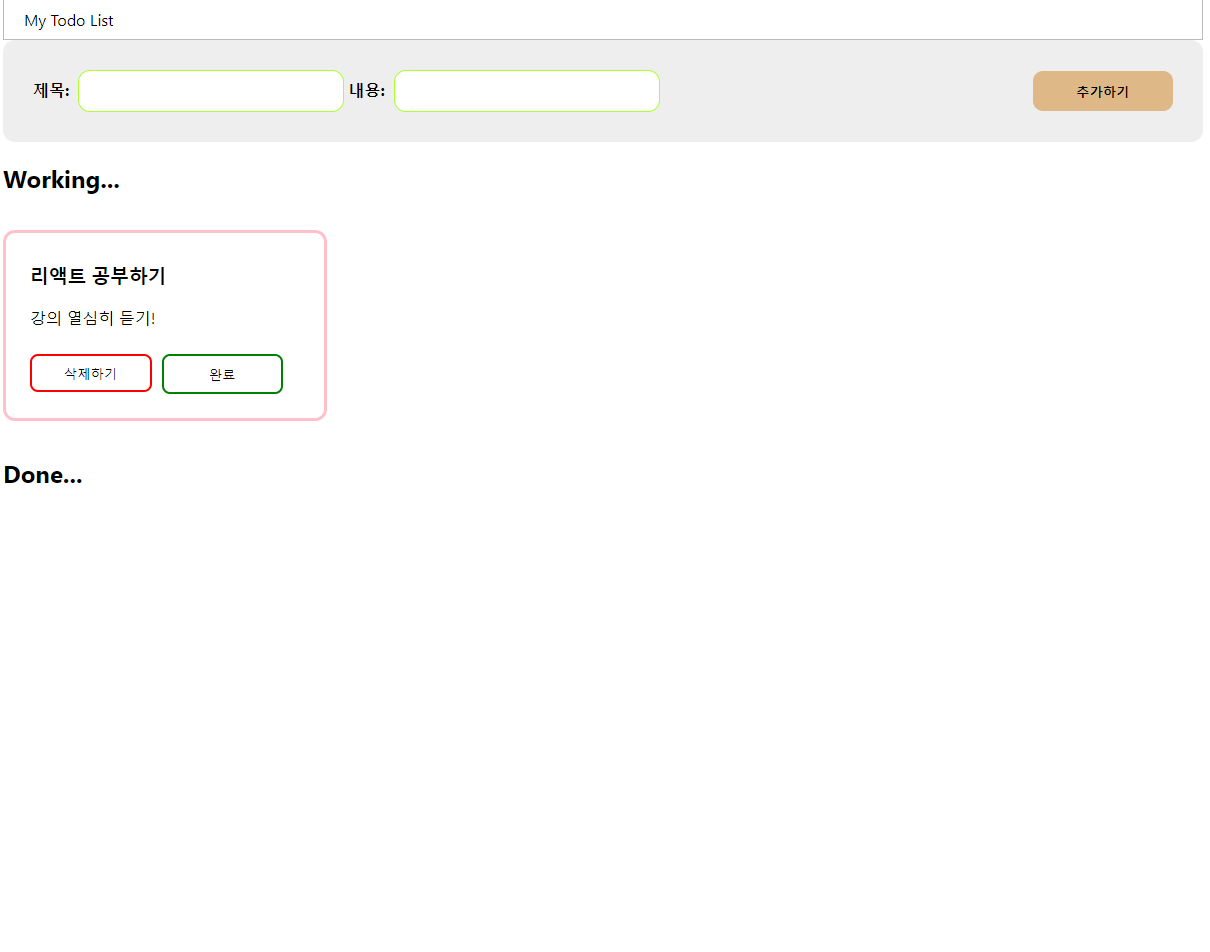 My Todo List
제목: 내용: 추가하기
Working...
리액트 공부하기
강의 열심히 듣기!
삭제하기 완료
Done...